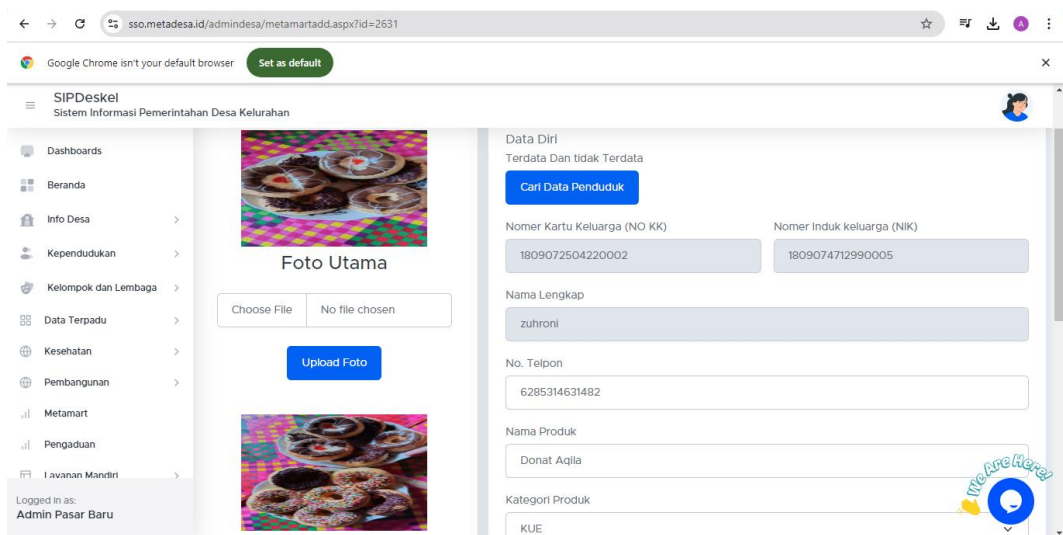 sso.metadesa.id/admindesa/metamartadd.aspx?id=2631
A
Google Chrome isn't your default browser
Set as default
SIPDeskel
Sistem Informasi Pemerintahan Desa Kelurahan
Dashboards
Beranda
Info Desa
Kependudukan
Kelompok dan Lembaga
Data Terpadu
Kesehatan
Pembangunan
Metamart
Pengaduan
Layanan Mandiri
Logged in as:
Admin Pasar Baru
Foto Utama
Choose File No file chosen
Upload Foto
Data Diri
Terdata Dan tidak Terdata
Cari Data Penduduk
Nomer Kartu Keluarga (NO KK) Nomer Induk keluarga (NIK)
1809072504220002 1809074712990005
Nama Lengkap
zuhroni
No. Telpon
6285314631482
Nama Produk
Donat Aqila
Kategori Produk
KUE
We Are Here!